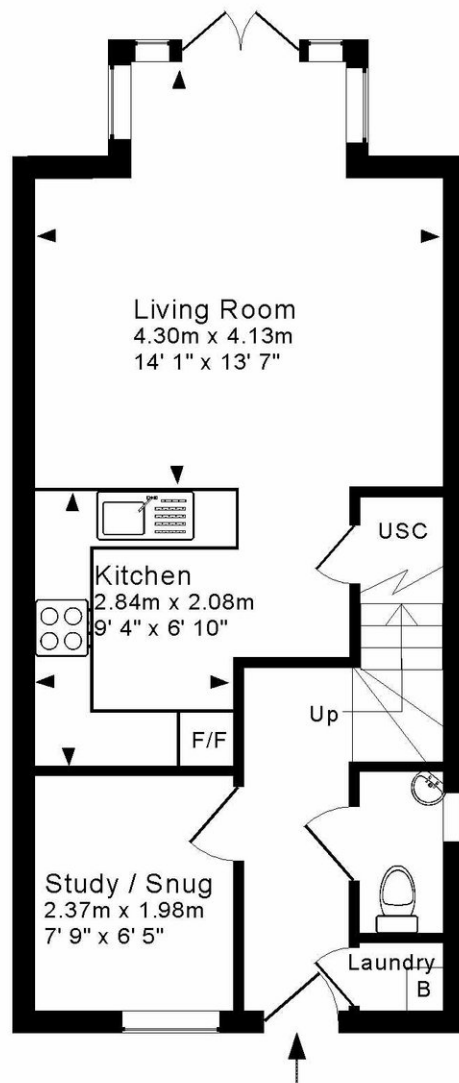 Living Room
4.30m x 4.13m
14' 1" x 13' 7"
USC
Kitchen
2.84m x 2.08m
9' 4" x 6' 10"
Up
F/F
Study / Snug
2.37m x 1.98m
7' 9" x 6' 5"
Laundry
B